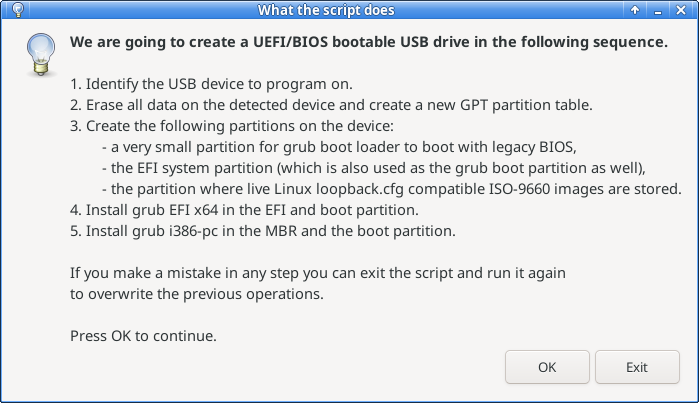 What the script does
We are going to create a UEFI/BIOS bootable USB drive in the following sequence.
1. Identify the USB device to program on.
2. Erase all data on the detected device and create a new GPT partition table.
3. Create the following partitions on the device:
- a very small partition for grub boot loader to boot with legacy BIOS,
- the EFI system partition (which is also used as the grub boot partition as well),
- the partition where live Linux loopback.cfg compatible ISO-9660 images are stored.
4. Install grub EFI x64 in the EFI and boot partition.
5. Install grub i386-pc in the MBR and the boot partition.
If you make a mistake in any step you can exit the script and run it again
to overwrite the previous operations.
Press OK to continue.
OK Exit